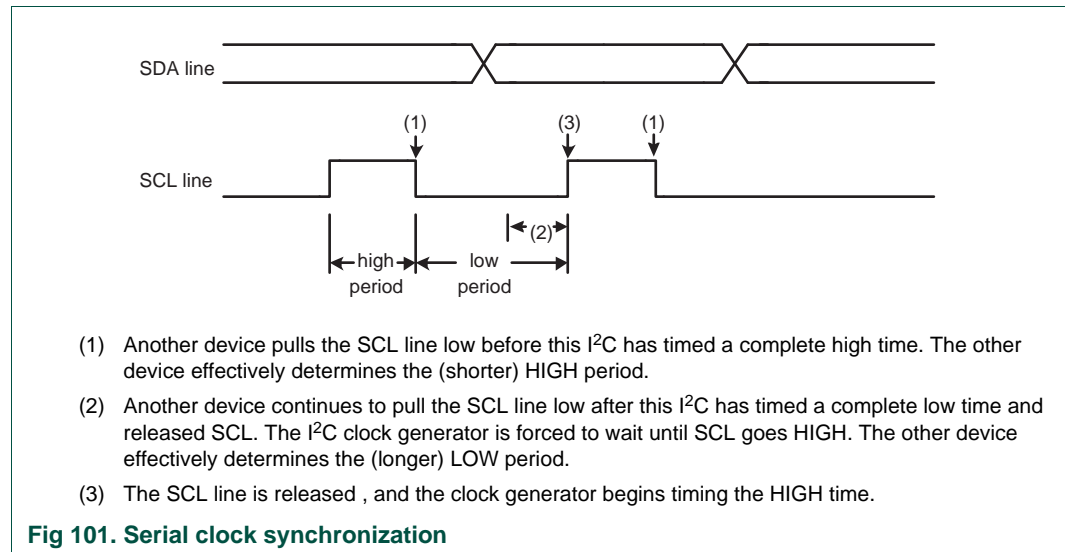 SDA line
(1) (3) (1)
SCL line
(2)
high low
period period
(1) Another device pulls the SCL line low before this I2C has timed a complete high time. The other
device effectively determines the (shorter) HIGH period.
(2) Another device continues to pull the SCL line low after this I2C has timed a complete low time and
released SCL. The I2C clock generator is forced to wait until SCL goes HIGH. The other device
effectively determines the (longer) LOW period.
(3) The SCL line is released , and the clock generator begins timing the HIGH time.
Fig 101. Serial clock synchronization